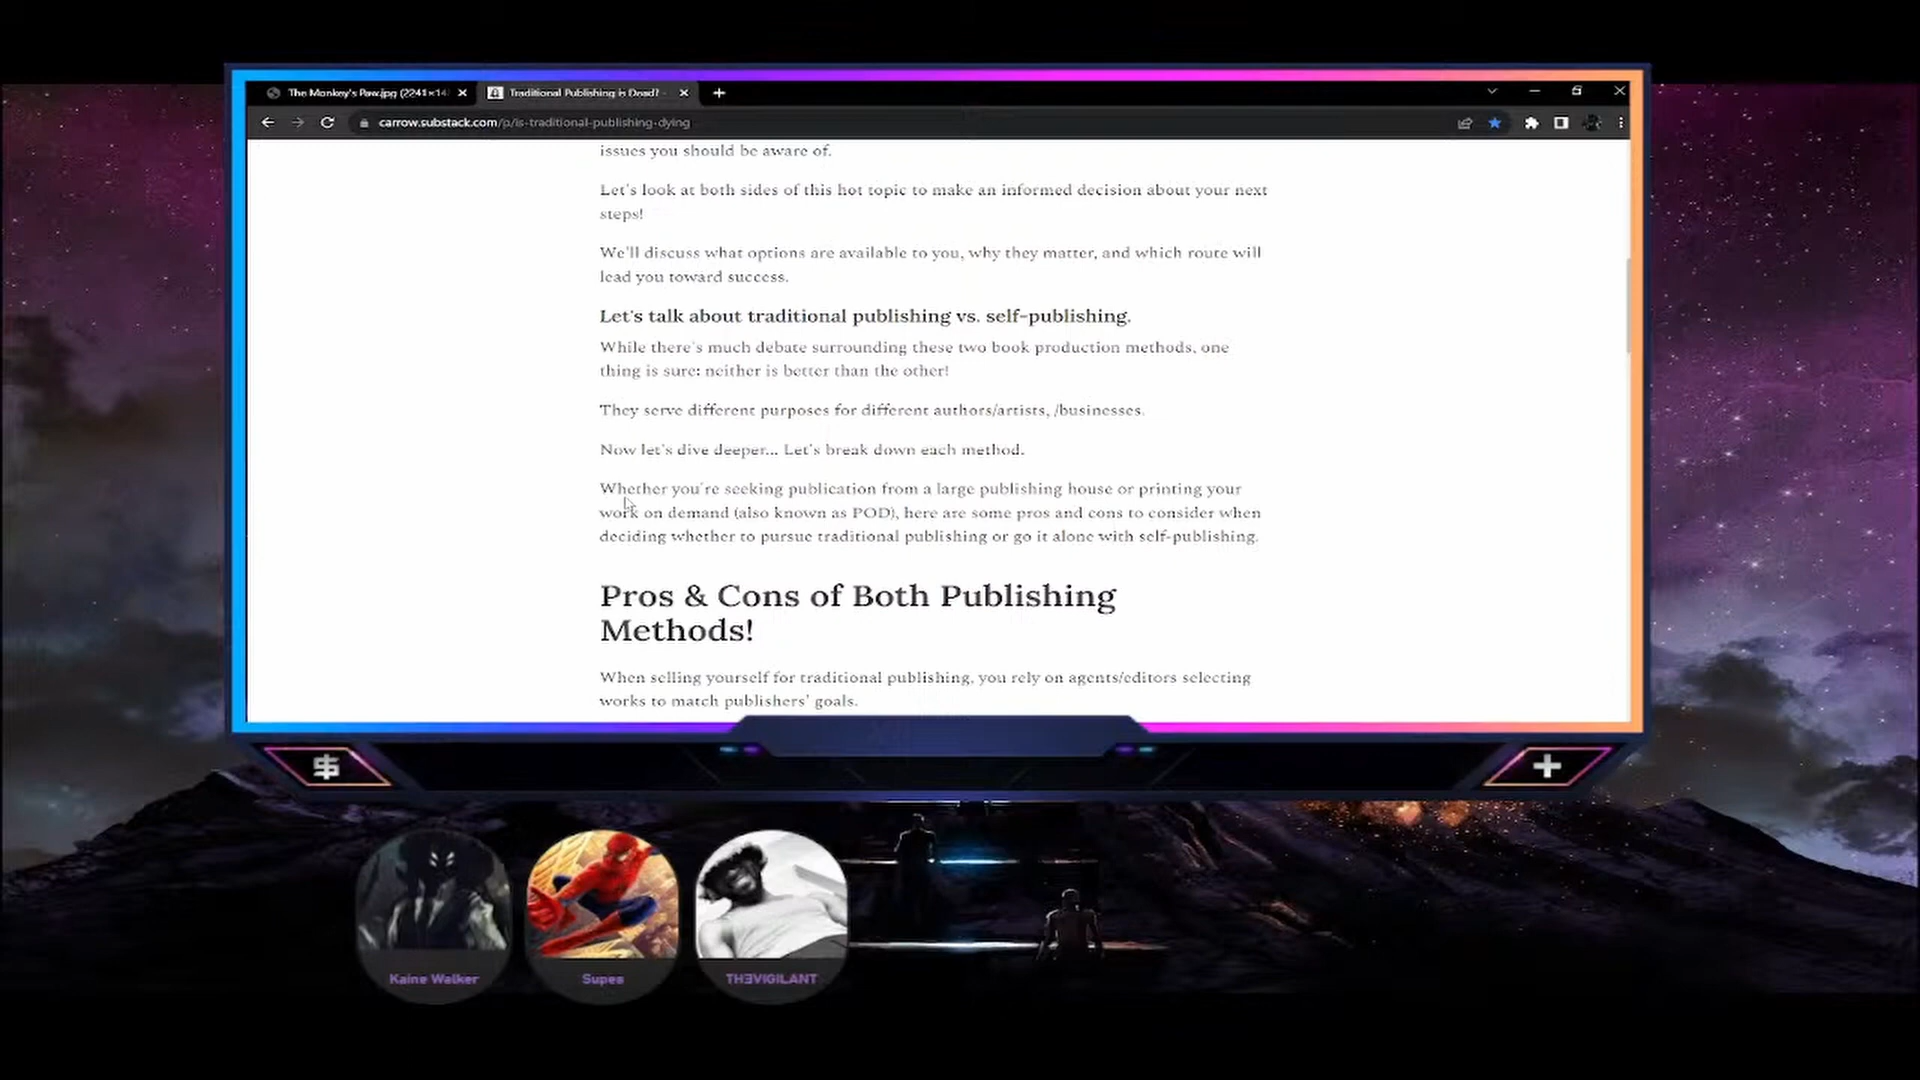 The Monkey's Paw.jpg (2241×14
Traditional Publishing is Dead? -
carrow.substack.com/p/is-traditional-publishing-dying
issues you should be aware of.
Let's look at both sides of this hot topic to make an informed decision about your next
steps!
We'll discuss what options are available to you, why they matter, and which route will
lead you toward success.
Let's talk about traditional publishing vs. self-publishing.
While there's much debate surrounding these two book production methods, one
thing is sure: neither is better than the other!
They serve different purposes for different authors/artists, /businesses.
Now let's dive deeper... Let's break down each method.
Whether you're seeking publication from a large publishing house or printing your
work on demand (also known as POD), here are some pros and cons to consider when
deciding whether to pursue traditional publishing or go it alone with self-publishing.
Pros & Cons of Both Publishing
Methods!
When selling yourself for traditional publishing, you rely on agents/editors selecting
works to match publishers' goals.
$
Kaine Walker
Supes
THƎVIGILANT